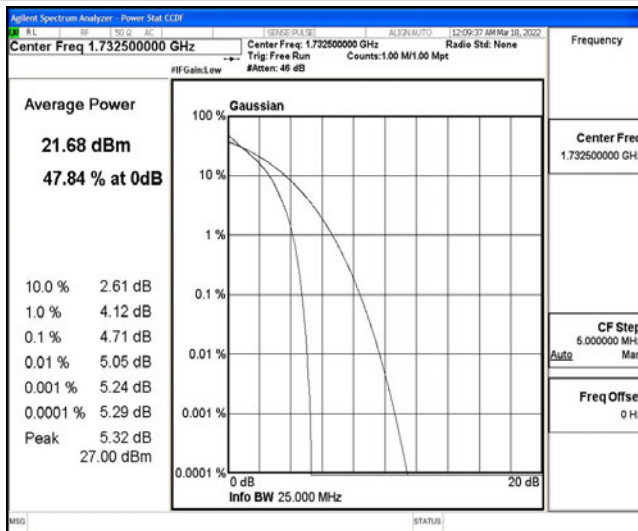 Agilent Spectrum Analyzer - Power Stat CCDF
RL RF 50 Ω AC SENSE:PULSE ALIGNAUTO 12:09:37 AM Mar 18, 2022
Center Freq 1.732500000 GHz
Center Freq: 1.732500000 GHz Radio Std: None
Trig: Free Run Counts:1.00 M/1.00 Mpt
#IFGain:Low #Atten: 46 dB
Frequency
Average Power
21.68 dBm
47.84 % at 0dB
10.0 % 2.61 dB
1.0 % 4.12 dB
0.1 % 4.71 dB
0.01 % 5.05 dB
0.001 % 5.24 dB
0.0001 % 5.29 dB
Peak 5.32 dB
27.00 dBm
Gaussian
100 %
10 %
1 %
0.1 %
0.01 %
0.001 %
0.0001 %
0 dB 20 dB
Info BW 25.000 MHz
Center Freq
1.732500000 GHz
CF Step
5.000000 MHz
Auto Man
Freq Offse
0 Hz
MSG STATUS